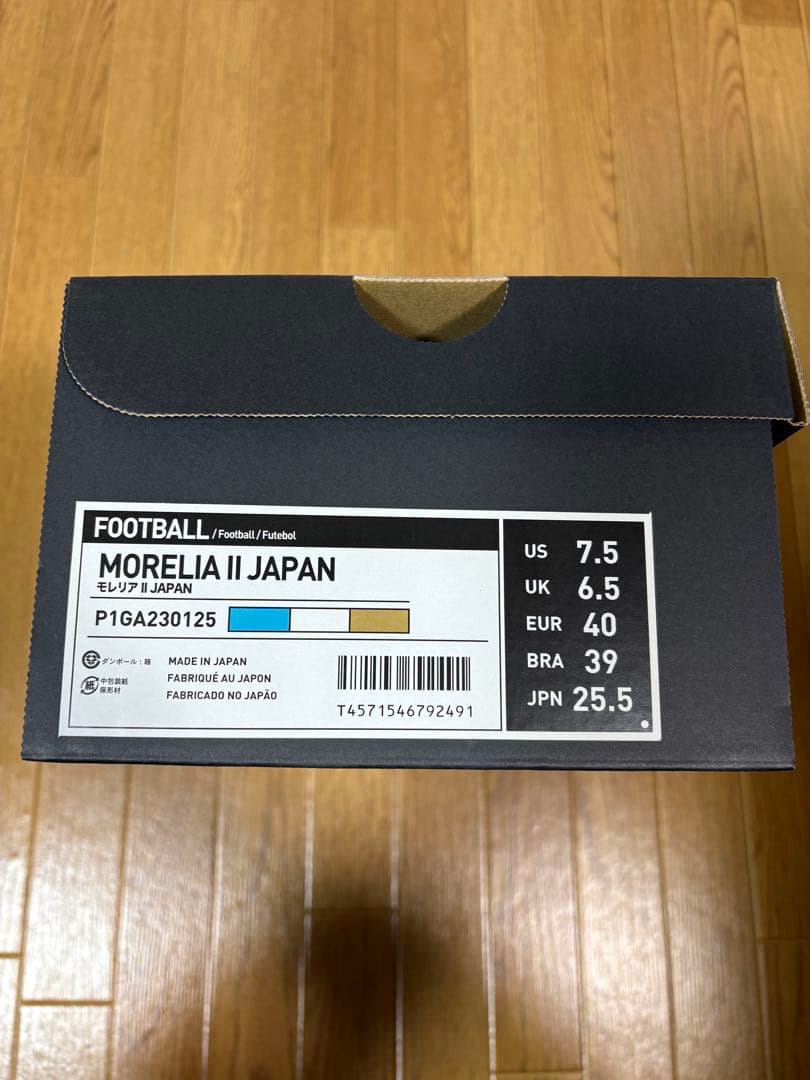 FOOTBALL / Football / Futebol
MORELIA II JAPAN
モレリア II JAPAN
P1GA230125
ダンボール:箱
紙 中包装紙
保形材
MADE IN JAPAN
FABRIQUÉ AU JAPON
FABRICADO NO JAPÃO
T4571546792491
US 7.5
UK 6.5
EUR 40
BRA 39
JPN 25.5